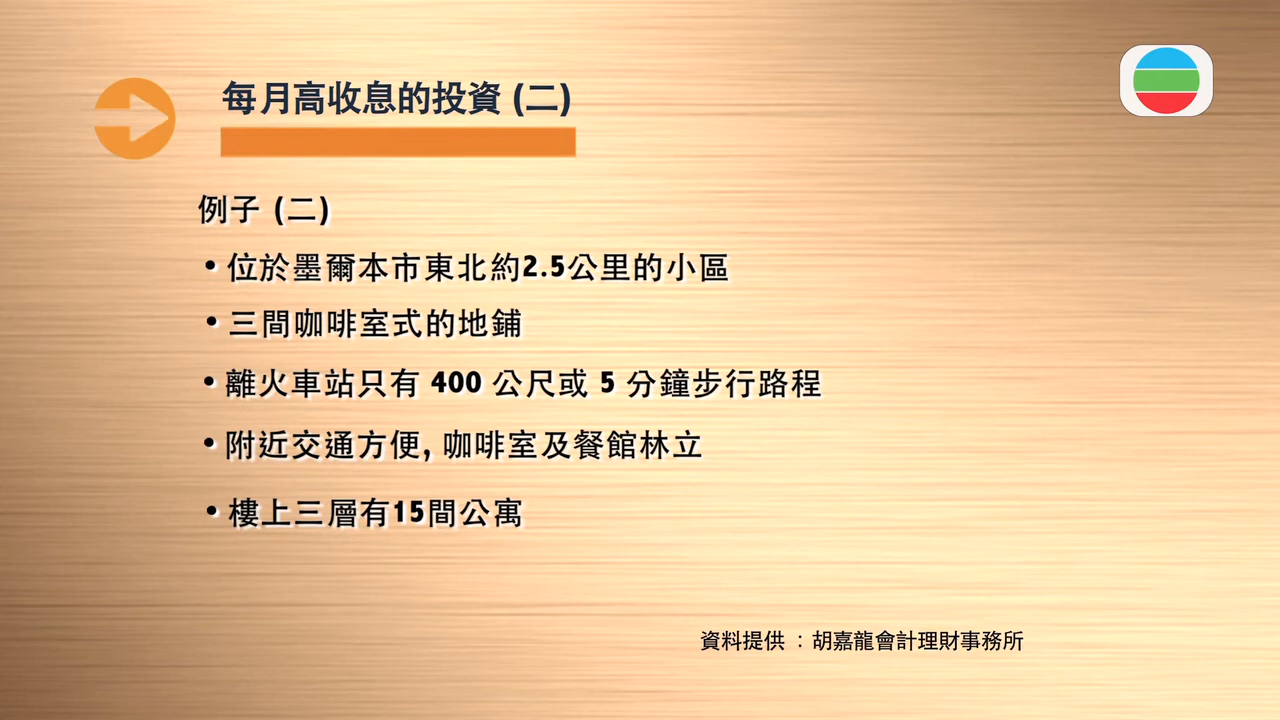 每月高收息的投資 (二)
例子 (二)
•位於墨爾本市東北約2.5公里的小區
•三間咖啡室式的地鋪
•離火車站只有 400 公尺或 5 分鐘步行路程
•附近交通方便, 咖啡室及餐館林立
•樓上三層有15間公寓
資料提供 : 胡嘉龍會計理財事務所